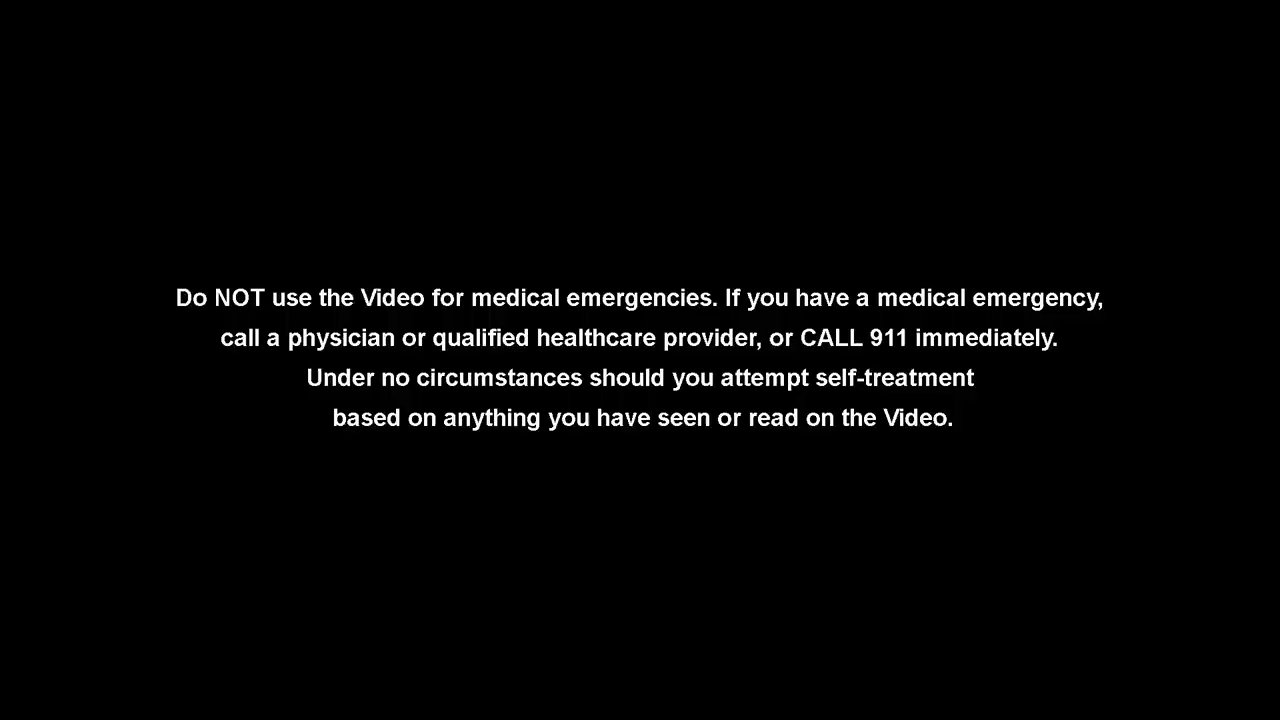 Do NOT use the Video for medical emergencies. If you have a medical emergency,
call a physician or qualified healthcare provider, or CALL 911 immediately.
Under no circumstances should you attempt self-treatment
based on anything you have seen or read on the Video.